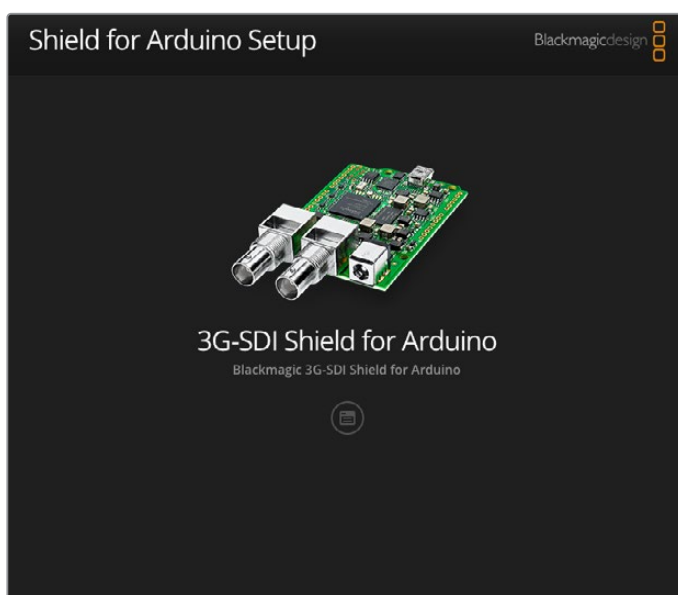 Shield for Arduino Setup
Blackmagicdesign
3G-SDI Shield for Arduino
Blackmagic 3G-SDI Shield for Arduino